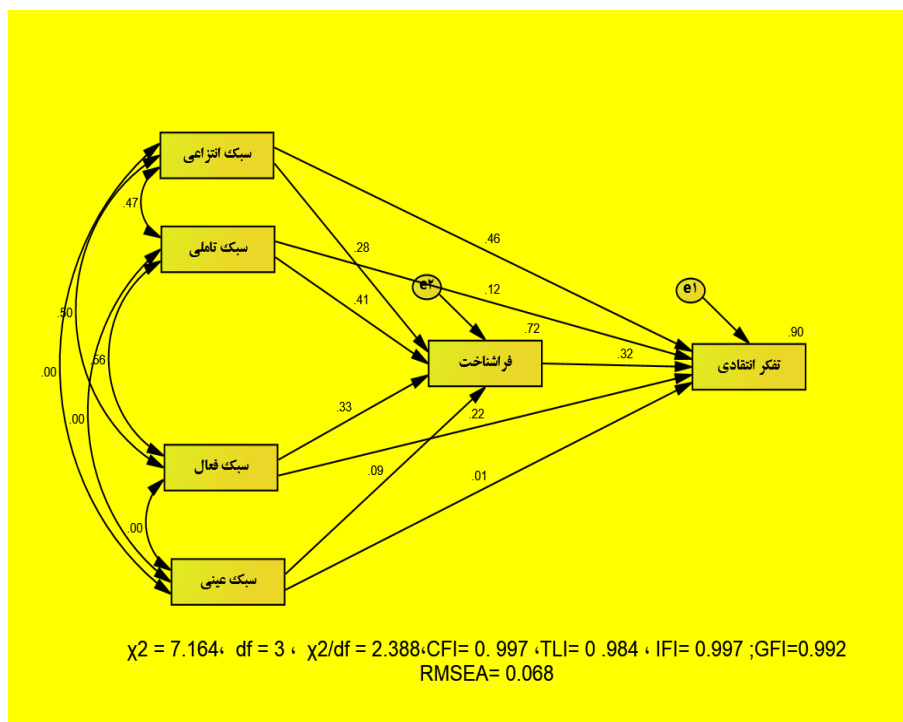 سبک انتزاعی
.47
سبک تاملی
.46
.28
.12
e۲
e۱
.41
.50
.72
.90
.56
.00
فراشناخت
.32
تفکر انتقادی
.00
.33
.22
سبک فعال
.09
.01
.00
سبک عینی
χ2 = 7.164، df = 3 ، χ2/df = 2.388،CFI= 0. 997 ،TLI= 0 .984 ، IFI= 0.997 ;GFI=0.992
RMSEA= 0.068